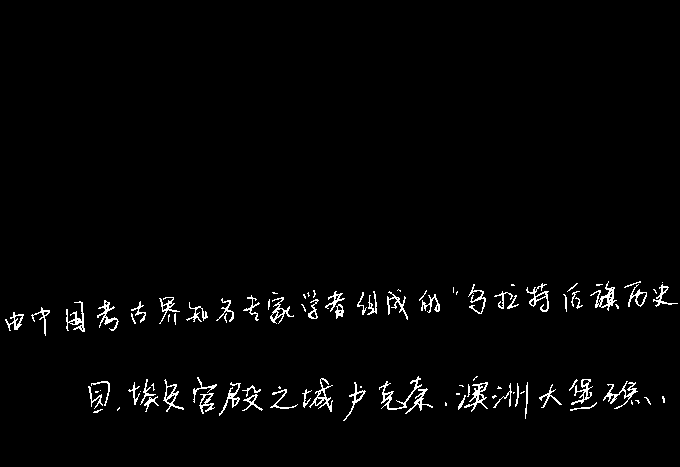 由中国考古界知名专家学者组成的“乌拉特后旗历史
目,埃及宫殿之城卢克索,澳洲大堡礁、